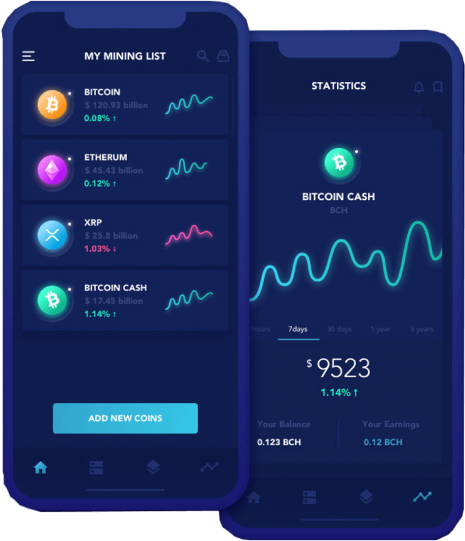 MY MINING LIST
BITCOIN
$ 120.93 billion
0.08% ↑
ETHERUM
$ 45.43 billion
0.12% ↑
XRP
$ 25.8 billion
1.03% ↓
BITCOIN CASH
$ 17.45 billion
1.14% ↑
ADD NEW COINS
STATISTICS
BITCOIN CASH
BCH
hours 7days 30 days 1 year 5 years
$ 9523
1.14% ↑
Your Balance Your Earnings
0.123 BCH 0.12 BCH